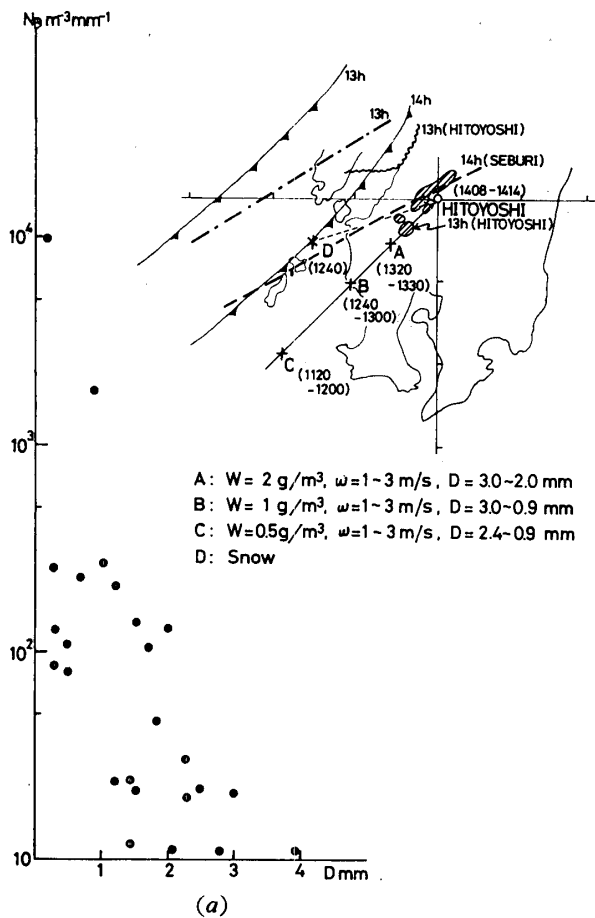 N_D m⁻³mm⁻¹
13h
13h
14h
13h(HITOYOSHI)
14h(SEBURI)
(1408-1414)
HITOYOSHI
13h(HITOYOSHI)
10⁴
D
(1240)
A
(1320
-1330)
B
(1240
-1300)
C
(1120
-1200)
10³
A: W= 2 g/m³, ω=1~3 m/s, D= 3.0~2.0 mm
B: W= 1 g/m³, ω=1~3 m/s, D= 3.0~0.9 mm
C: W=0.5g/m³, ω=1~3 m/s, D= 2.4~0.9 mm
D: Snow
10²
10
1
2
3
4
D mm
(a)